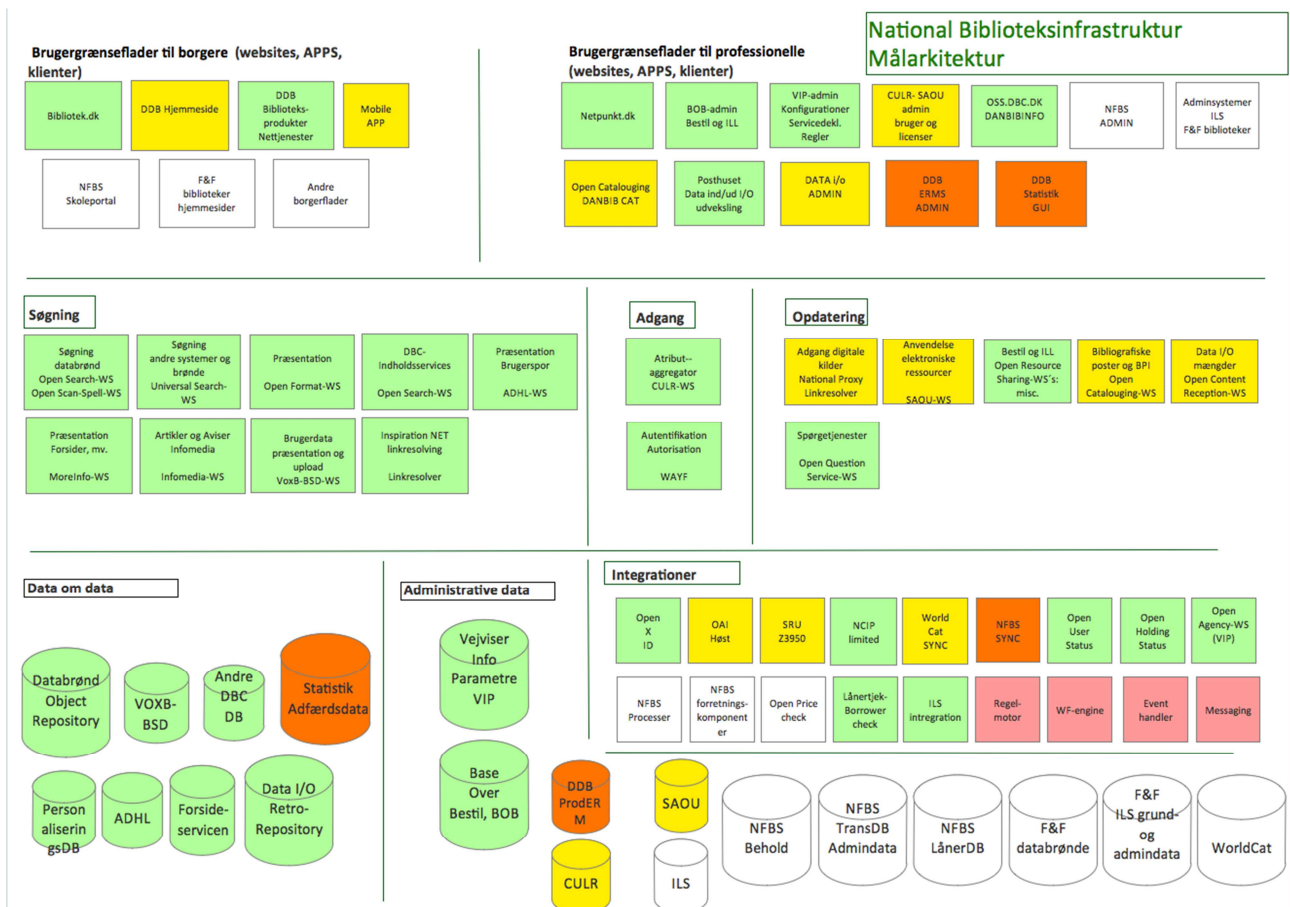 National Biblioteksinfrastruktur
Målarkitektur
Brugergrænseflader til borgere (websites, APPS,
klienter)
Bibliotek.dk
DDB Hjemmeside
DDB
Biblioteks-
produkter
Nettjenester
Mobile
APP
NFBS
Skoleportal
F&F
biblioteker
hjemmesider
Andre
borgerflader
Brugergrænseflader til professionelle
(websites, APPS, klienter)
Netpunkt.dk
BOB-admin
Bestil og ILL
VIP-admin
Konfigurationer
Servicedekl.
Regler
CULR- SAOU
admin
bruger og
licenser
OSS.DBC.DK
DANBIBINFO
NFBS
ADMIN
Adminsystemer
ILS
F&F biblioteker
Open Catalouging
DANBIB CAT
Posthuset
Data ind/ud I/O
udveksling
DATA i/o
ADMIN
DDB
ERMS
ADMIN
DDB
Statistik
GUI
Søgning
Søgning
databrønd
Open Search-WS
Open Scan-Spell-WS
Søgning
andre systemer og
brønde
Universal Search-
WS
Præsentation
Open Format-WS
DBC-
Indholdsservices
Open Search-WS
Præsentation
Brugerspor
ADHL-WS
Præsentation
Forsider, mv.
MoreInfo-WS
Artikler og Aviser
Infomedia
Infomedia-WS
Brugerdata
præsentation og
upload
VoxB-BSD-WS
Inspiration NET
linkresolving
Linkresolver
Adgang
Atribut--
aggregator
CULR-WS
Autentifikation
Autorisation
WAYF
Opdatering
Adgang digitale
kilder
National Proxy
Linkresolver
Anvendelse
elektroniske
ressourcer
SAOU-WS
Bestil og ILL
Open Resource
Sharing-WS´s:
misc.
Bibliografiske
poster og BPI
Open
Catalouging-WS
Data I/O
mængder
Open Content
Reception-WS
Spørgetjenester
Open Question
Service-WS
Data om data
Databrønd
Object
Repository
VOXB-
BSD
Andre
DBC
DB
Statistik
Adfærdsdata
Person
aliserin
gsDB
ADHL
Forside-
servicen
Data I/O
Retro-
Repository
Administrative data
Vejviser
Info
Parametre
VIP
Base
Over
Bestil, BOB
Integrationer
Open
X
ID
OAI
Høst
SRU
Z3950
NCIP
limited
World
Cat
SYNC
NFBS
SYNC
Open
User
Status
Open
Holding
Status
Open
Agency-WS
(VIP)
NFBS
Processer
NFBS
forretnings-
komponent
er
Open Price
check
Lånertjek-
Borrower
check
ILS
intregration
Regel-
motor
WF-engine
Event
handler
Messaging
DDB
ProdER
M
SAOU
CULR
ILS
NFBS
Behold
NFBS
TransDB
Admindata
NFBS
LånerDB
F&F
databrønde
F&F
ILS grund-
og
admindata
WorldCat